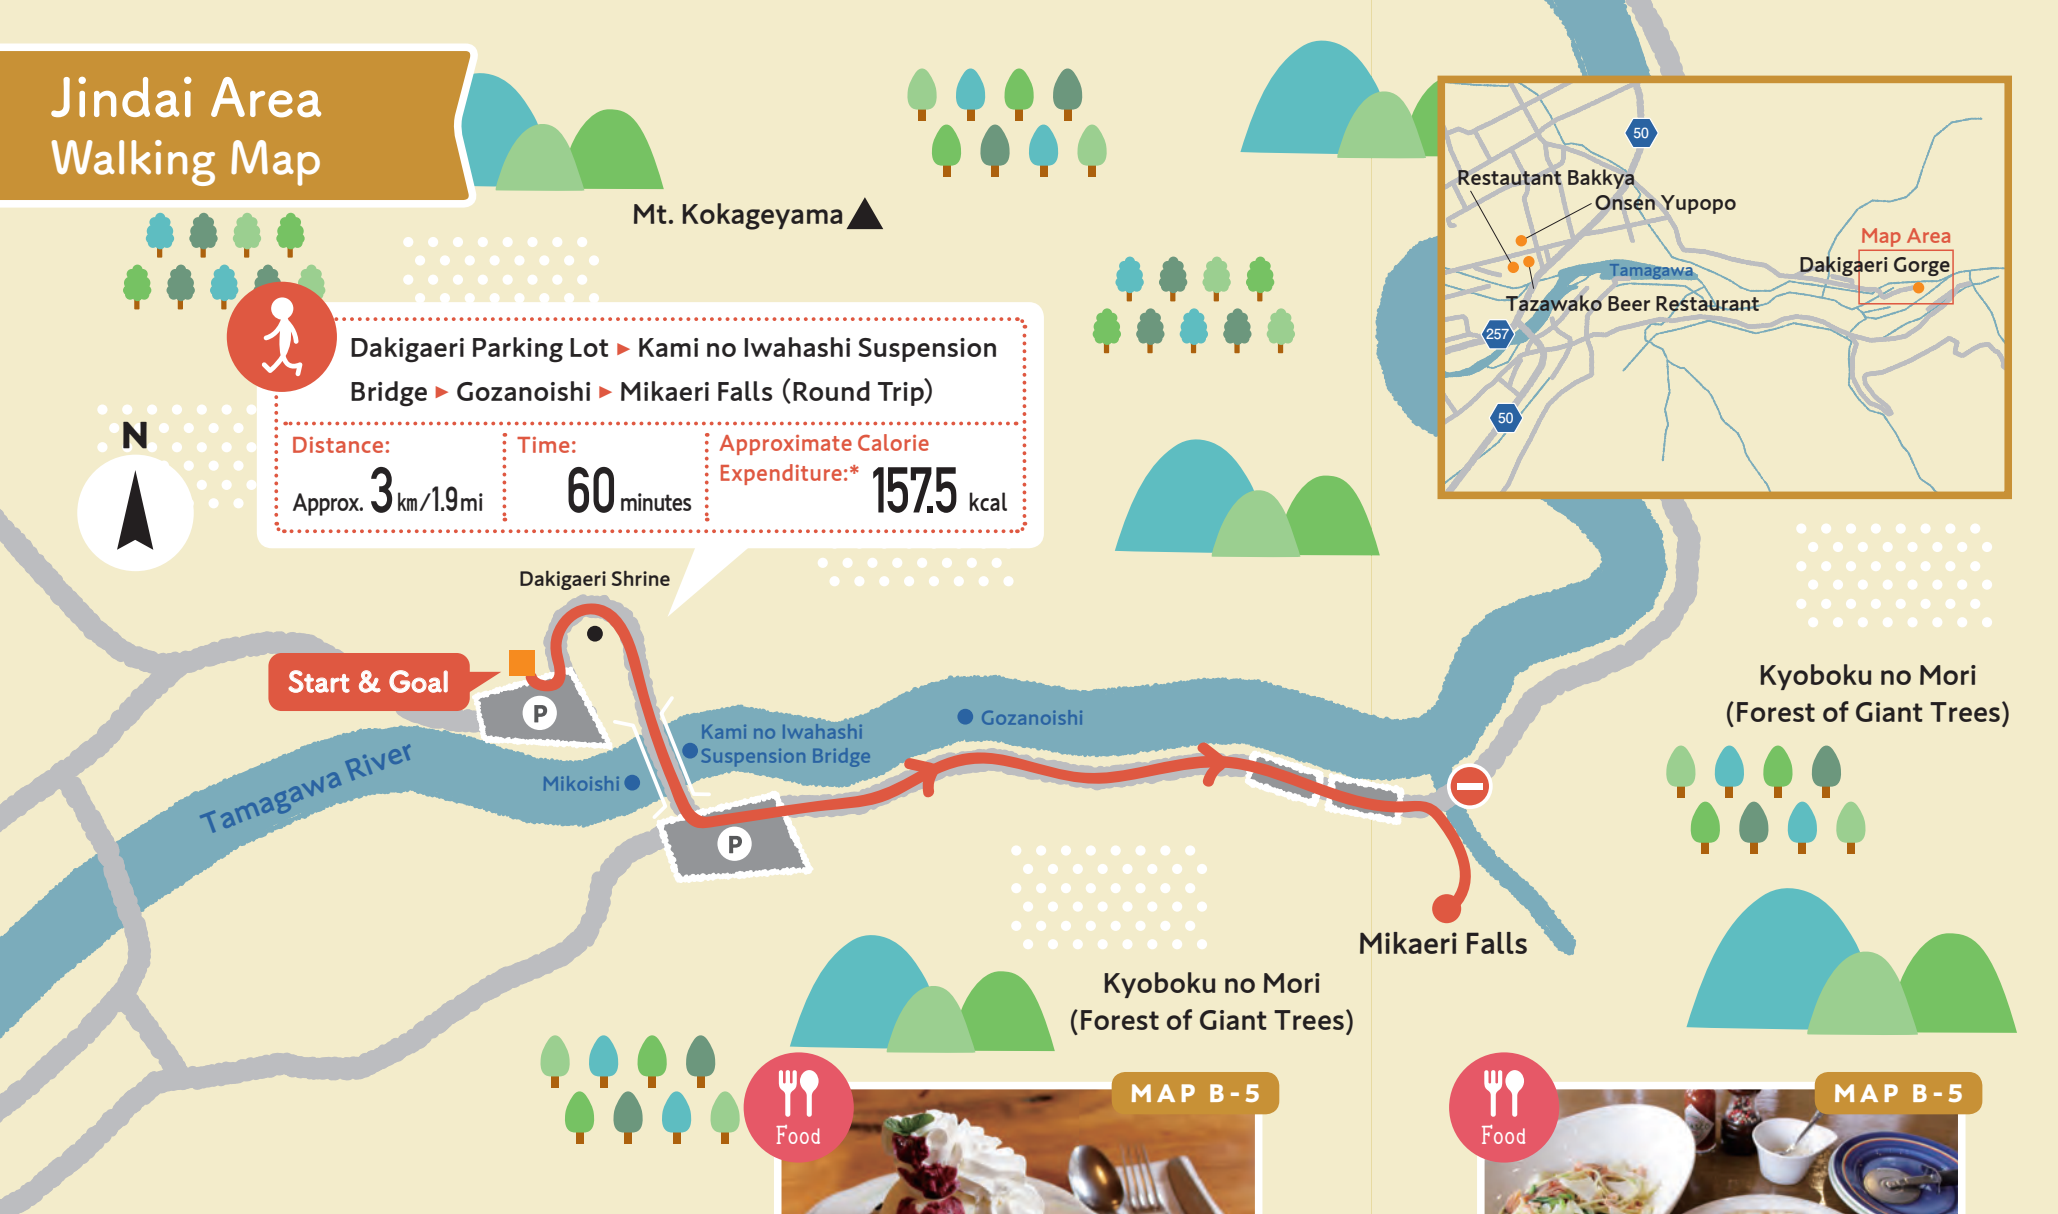 Jindai Area
Walking Map
Mt. Kokageyama
50
Restautant Bakkya
Onsen Yupopo
Map Area
Dakigaeri Gorge
Tamagawa
Tazawako Beer Restaurant
257
50
Dakigaeri Parking Lot ▶ Kami no Iwahashi Suspension
Bridge ▶ Gozanoishi ▶ Mikaeri Falls (Round Trip)
Distance:
Approx. 3 km/1.9mi
Time:
60 minutes
Approximate Calorie
Expenditure:*
157.5 kcal
N
Dakigaeri Shrine
Start & Goal
P
Kami no Iwahashi
Suspension Bridge
Gozanoishi
Mikoishi
Tamagawa River
P
Kyoboku no Mori
(Forest of Giant Trees)
Mikaeri Falls
Kyoboku no Mori
(Forest of Giant Trees)
Food
MAP B-5
Food
MAP B-5